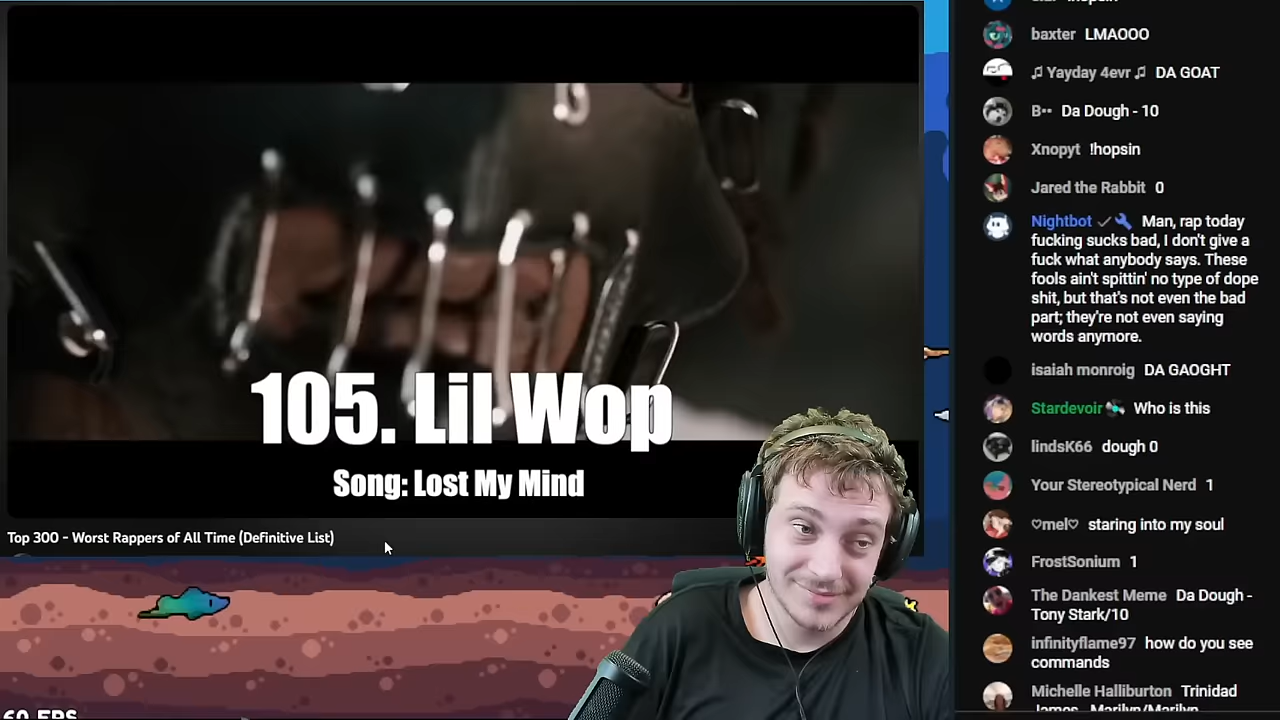 105. Lil Wop
Song: Lost My Mind
Top 300 - Worst Rappers of All Time (Definitive List)
60 FPS
baxter LMAOOO
♫ Yayday 4evr ♫ DA GOAT
B•• Da Dough - 10
Xnopyt !hopsin
Jared the Rabbit 0
Nightbot Man, rap today
fucking sucks bad, I don't give a
fuck what anybody says. These
fools ain't spittin' no type of dope
shit, but that's not even the bad
part; they're not even saying
words anymore.
isaiah monroig DA GAOGHT
Stardevoir Who is this
lindsK66 dough 0
Your Stereotypical Nerd 1
♡mel♡ staring into my soul
FrostSonium 1
The Dankest Meme Da Dough -
Tony Stark/10
infinityflame97 how do you see
commands
Michelle Halliburton Trinidad
James - Marilyn/Marilyn